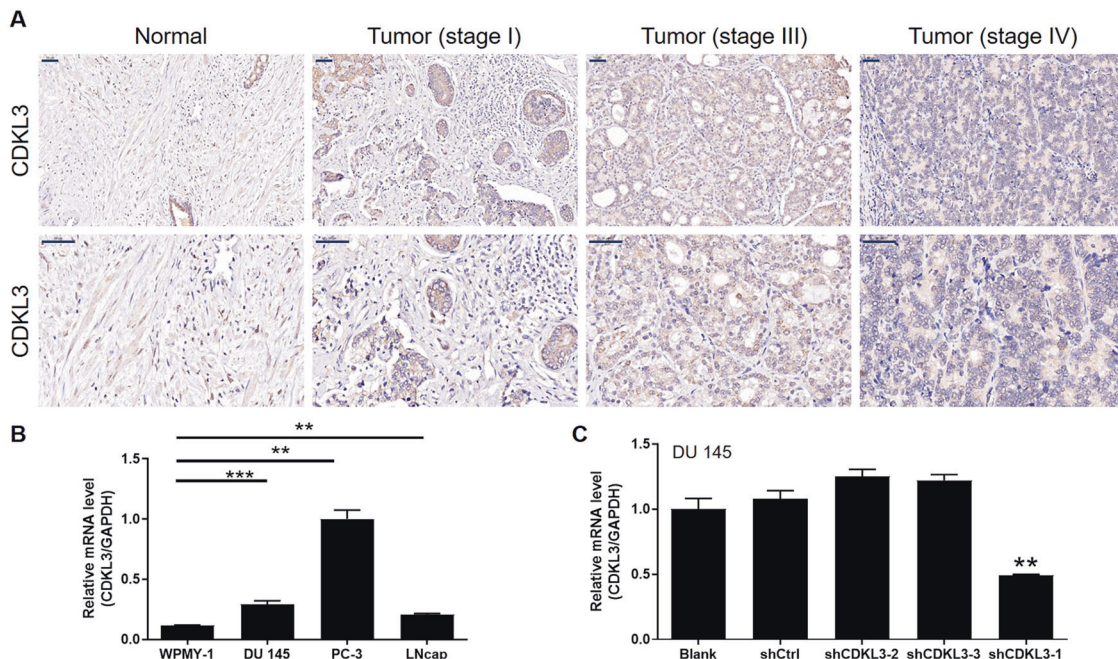 A
Normal
Tumor (stage I)
Tumor (stage III)
Tumor (stage IV)
CDKL3
CDKL3
B
**
**
***
Relative mRNA level
(CDKL3/GAPDH)
1.5
1.0
0.5
0.0
WPMY-1
DU 145
PC-3
LNcap
C
DU 145
Relative mRNA level
(CDKL3/GAPDH)
1.5
1.0
0.5
0.0
**
Blank
shCtrl
shCDKL3-2
shCDKL3-3
shCDKL3-1